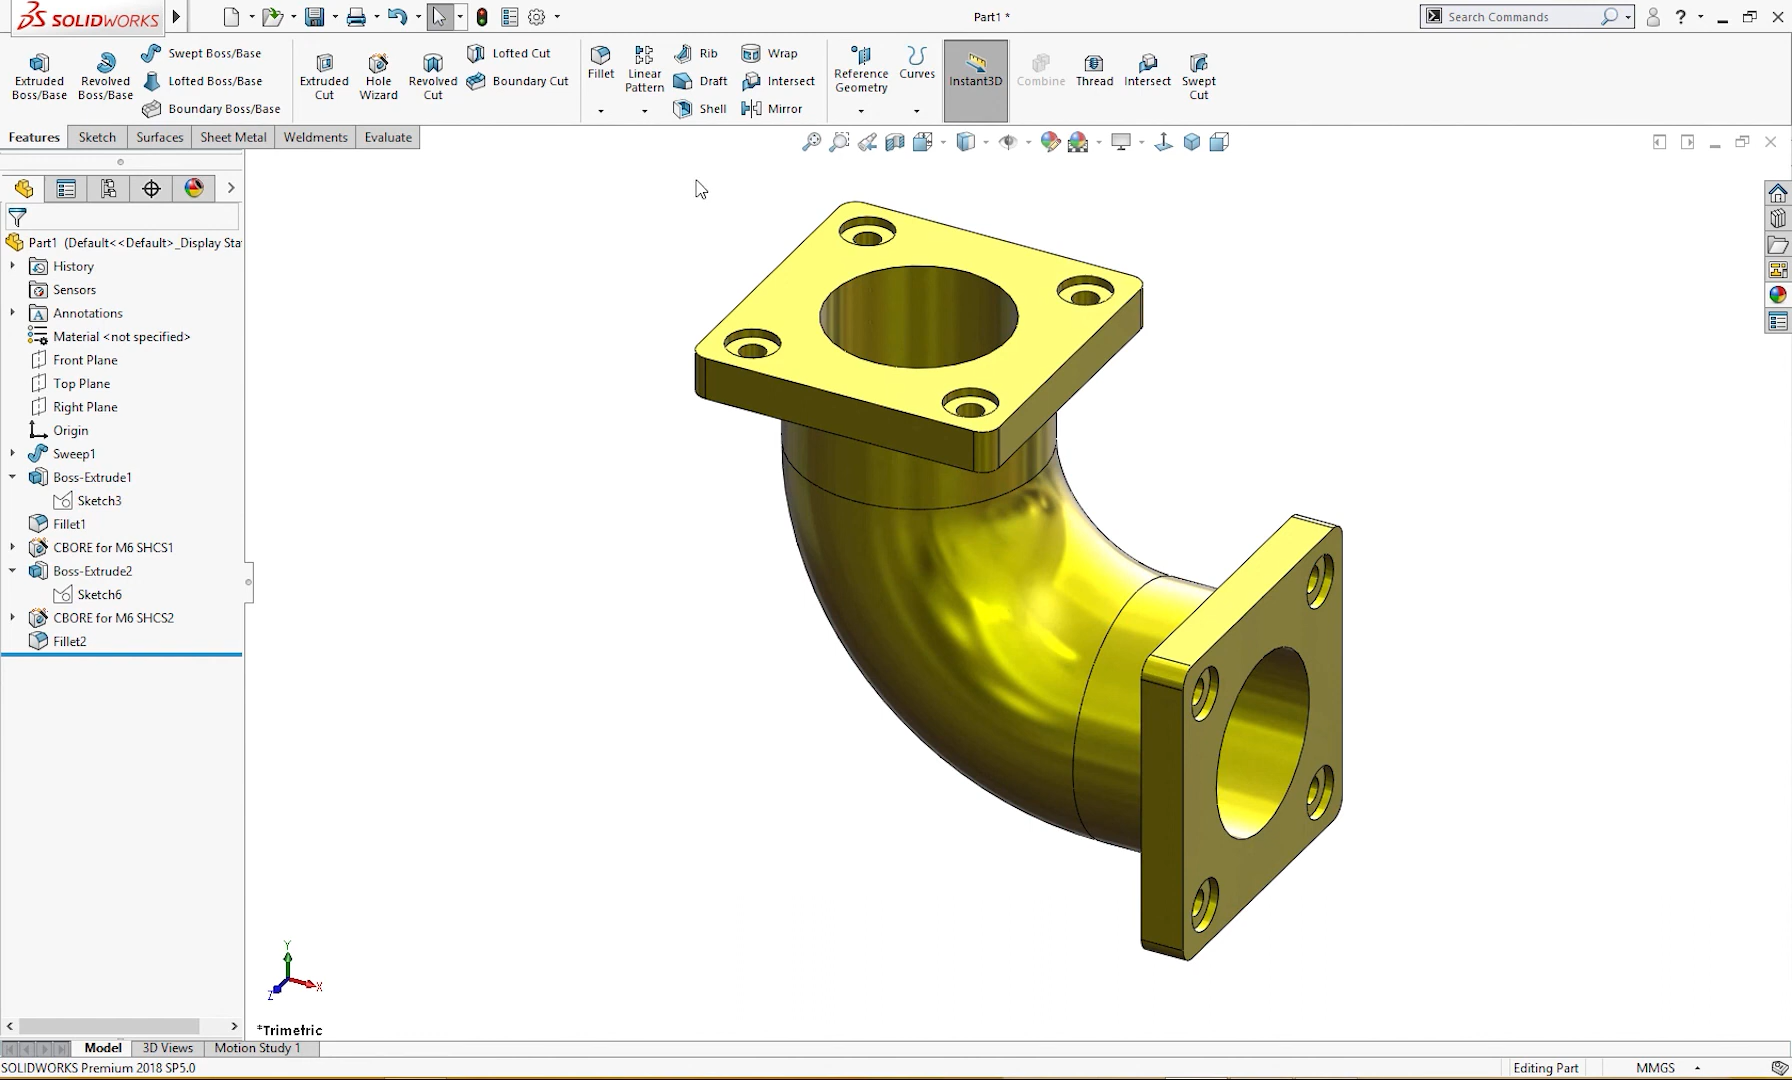 SOLIDWORKS
Part1 *
Search Commands
?
Extruded Boss/Base
Revolved Boss/Base
Swept Boss/Base
Lofted Boss/Base
Boundary Boss/Base
Extruded Cut
Hole Wizard
Revolved Cut
Lofted Cut
Boundary Cut
Fillet
Linear Pattern
Rib
Draft
Shell
Wrap
Intersect
Mirror
Reference Geometry
Curves
Instant3D
Combine
Thread
Intersect
Swept Cut
Features
Sketch
Surfaces
Sheet Metal
Weldments
Evaluate
Part1 (Default<<Default>_Display Sta
History
Sensors
Annotations
Material <not specified>
Front Plane
Top Plane
Right Plane
Origin
Sweep1
Boss-Extrude1
Sketch3
Fillet1
CBORE for M6 SHCS1
Boss-Extrude2
Sketch6
CBORE for M6 SHCS2
Fillet2
Y
X
Z
*Trimetric
Model
3D Views
Motion Study 1
SOLIDWORKS Premium 2018 SP5.0
Editing Part
MMGS